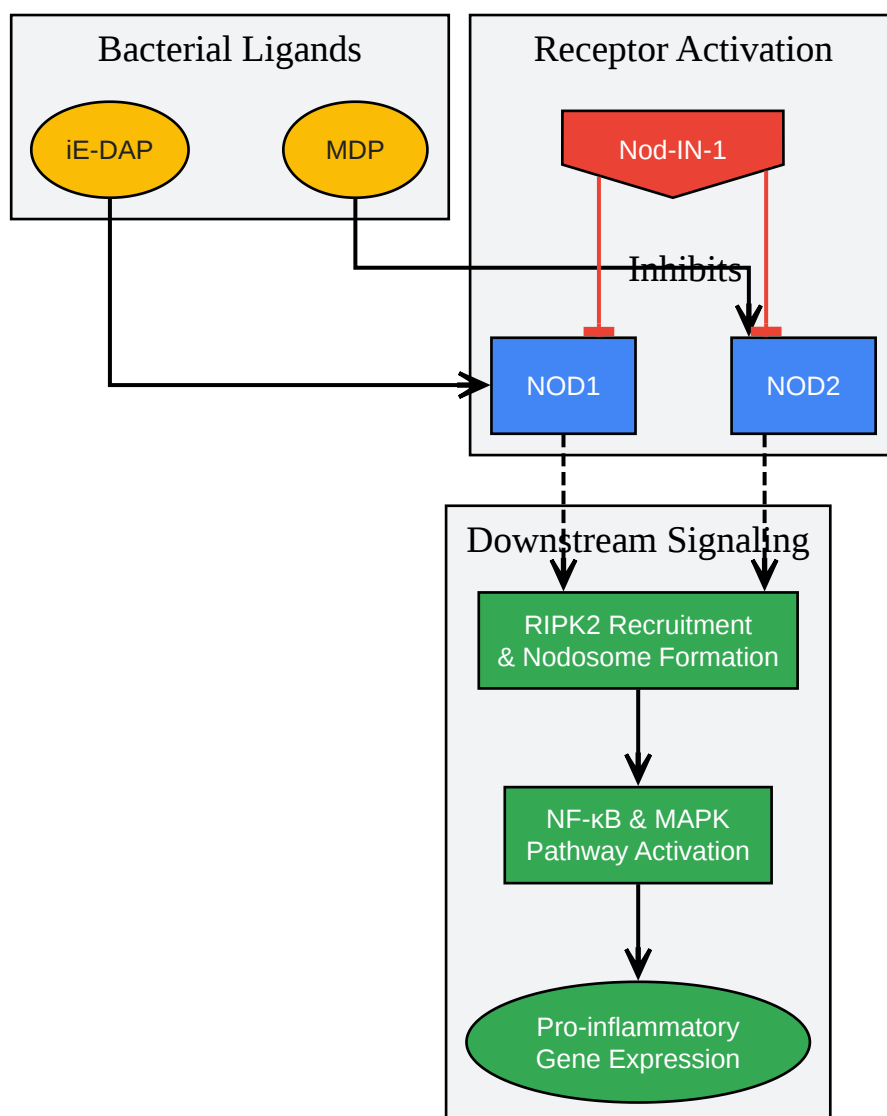 Bacterial Ligands
Receptor Activation
iE-DAP
MDP
Nod-IN-1
Inhibits
NOD1
NOD2
Downstream Signaling
RIPK2 Recruitment
& Nodosome Formation
NF-κB & MAPK
Pathway Activation
Pro-inflammatory
Gene Expression